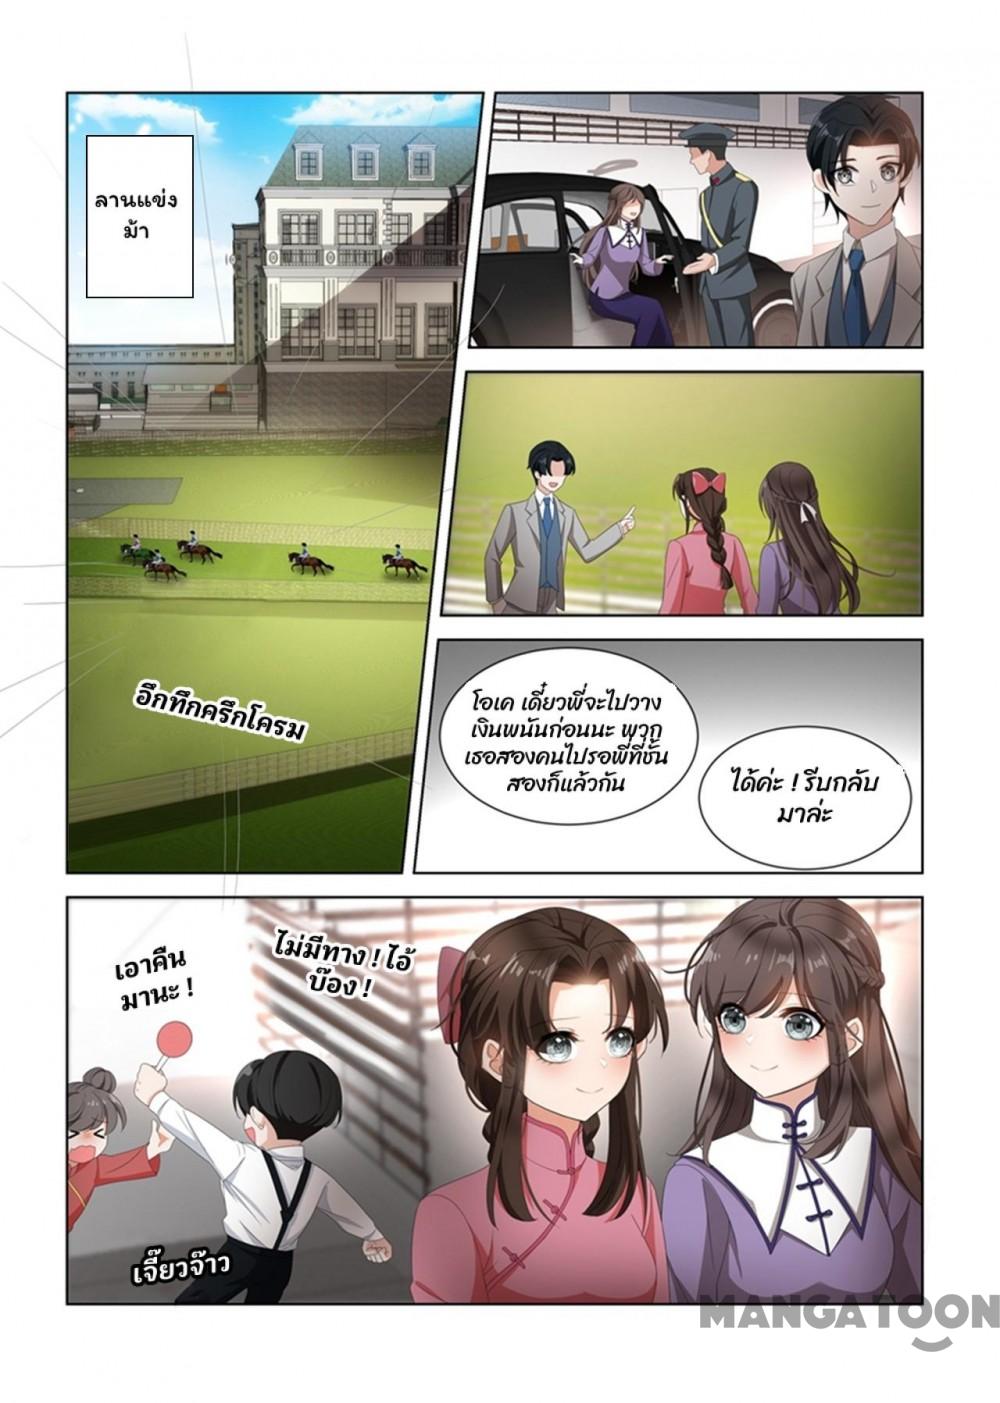 ลานแข่ง
ม้า
อึกทึกครึกโครม
โอเค เดี๋ยวพี่จะไปวาง
เงินพนันก่อนนะ พวก
เธอสองคนไปรอพี่ที่ชั้น
สองก็แล้วกัน
ได้ค่ะ ! รีบกลับ
มาล่ะ
เอาคืน
มานะ !
ไม่มีทาง ! ไอ้
บ๊อง !
เจี๊ยวจ๊าว
MANGATOON